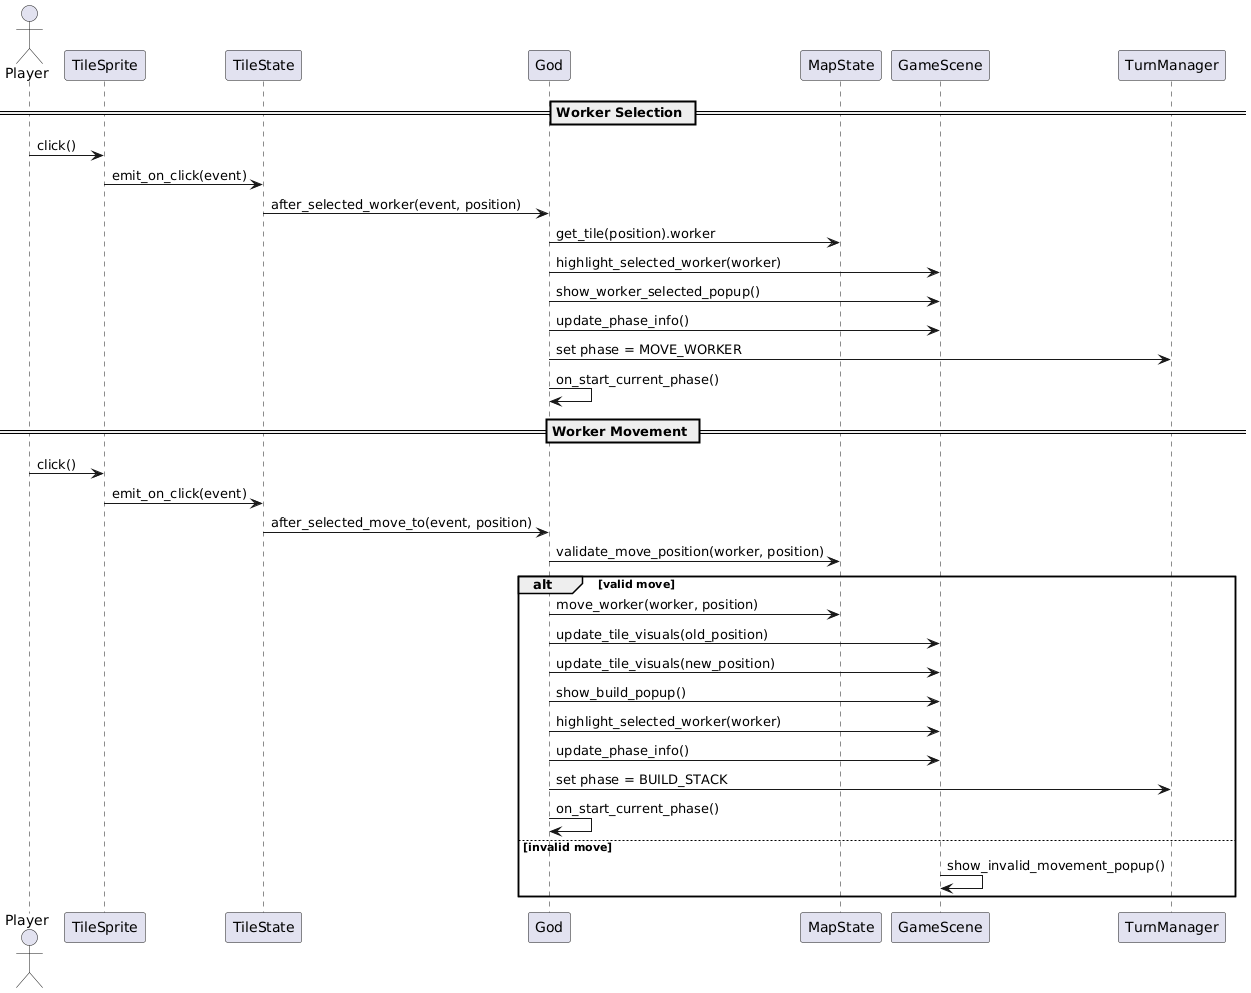 Player
TileSprite
TileState
God
MapState
GameScene
TurnManager
Worker Selection
click()
emit_on_click(event)
after_selected_worker(event, position)
get_tile(position).worker
highlight_selected_worker(worker)
show_worker_selected_popup()
update_phase_info()
set phase = MOVE_WORKER
on_start_current_phase()
Worker Movement
click()
emit_on_click(event)
after_selected_move_to(event, position)
validate_move_position(worker, position)
alt [valid move]
move_worker(worker, position)
update_tile_visuals(old_position)
update_tile_visuals(new_position)
show_build_popup()
highlight_selected_worker(worker)
update_phase_info()
set phase = BUILD_STACK
on_start_current_phase()
[invalid move]
show_invalid_movement_popup()
Player
TileSprite
TileState
God
MapState
GameScene
TurnManager